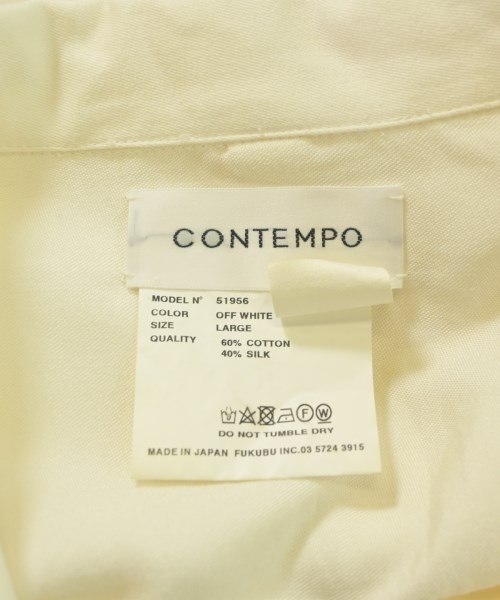 CONTEMPO
MODEL N° 51956
COLOR OFF WHITE
SIZE LARGE
QUALITY 60% COTTON
40% SILK
F W
DO NOT TUMBLE DRY
MADE IN JAPAN FUKUBU INC.03 5724 3915